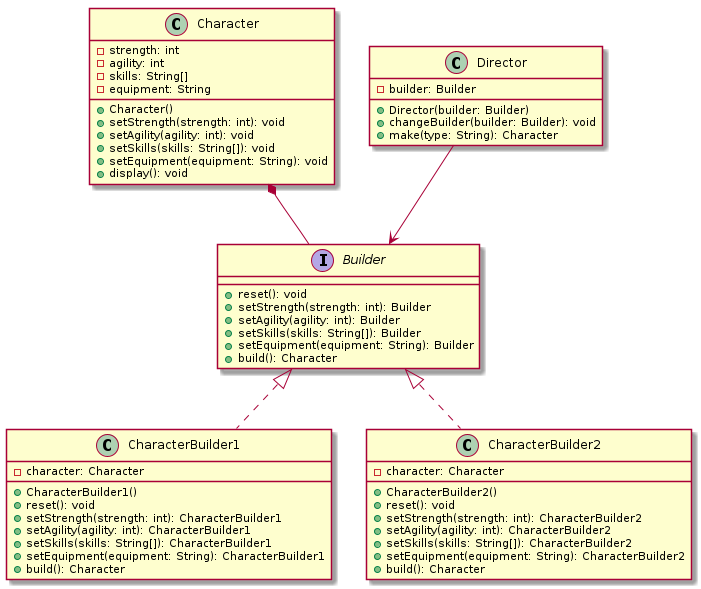 C Character
strength: int
agility: int
skills: String[]
equipment: String
Character()
setStrength(strength: int): void
setAgility(agility: int): void
setSkills(skills: String[]): void
setEquipment(equipment: String): void
display(): void
C Director
builder: Builder
Director(builder: Builder)
changeBuilder(builder: Builder): void
make(type: String): Character
I Builder
reset(): void
setStrength(strength: int): Builder
setAgility(agility: int): Builder
setSkills(skills: String[]): Builder
setEquipment(equipment: String): Builder
build(): Character
C CharacterBuilder1
character: Character
CharacterBuilder1()
reset(): void
setStrength(strength: int): CharacterBuilder1
setAgility(agility: int): CharacterBuilder1
setSkills(skills: String[]): CharacterBuilder1
setEquipment(equipment: String): CharacterBuilder1
build(): Character
C CharacterBuilder2
character: Character
CharacterBuilder2()
reset(): void
setStrength(strength: int): CharacterBuilder2
setAgility(agility: int): CharacterBuilder2
setSkills(skills: String[]): CharacterBuilder2
setEquipment(equipment: String): CharacterBuilder2
build(): Character